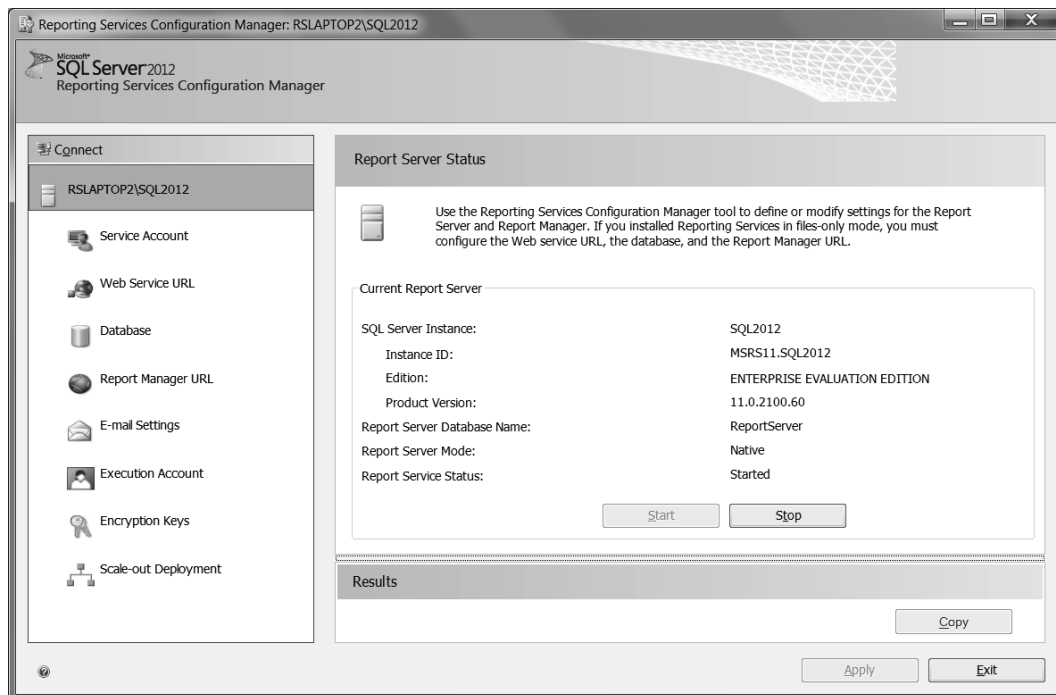 Reporting Services Configuration Manager: RSLAPTOP2\SQL2012
Microsoft®
SQL Server 2012
Reporting Services Configuration Manager
Connect
RSLAPTOP2\SQL2012
Service Account
Web Service URL
Database
Report Manager URL
E-mail Settings
Execution Account
Encryption Keys
Scale-out Deployment
Report Server Status
Use the Reporting Services Configuration Manager tool to define or modify settings for the Report
Server and Report Manager. If you installed Reporting Services in files-only mode, you must
configure the Web service URL, the database, and the Report Manager URL.
Current Report Server
SQL Server Instance: SQL2012
Instance ID: MSRS11.SQL2012
Edition: ENTERPRISE EVALUATION EDITION
Product Version: 11.0.2100.60
Report Server Database Name: ReportServer
Report Server Mode: Native
Report Service Status: Started
Start Stop
Results
Copy
Apply Exit